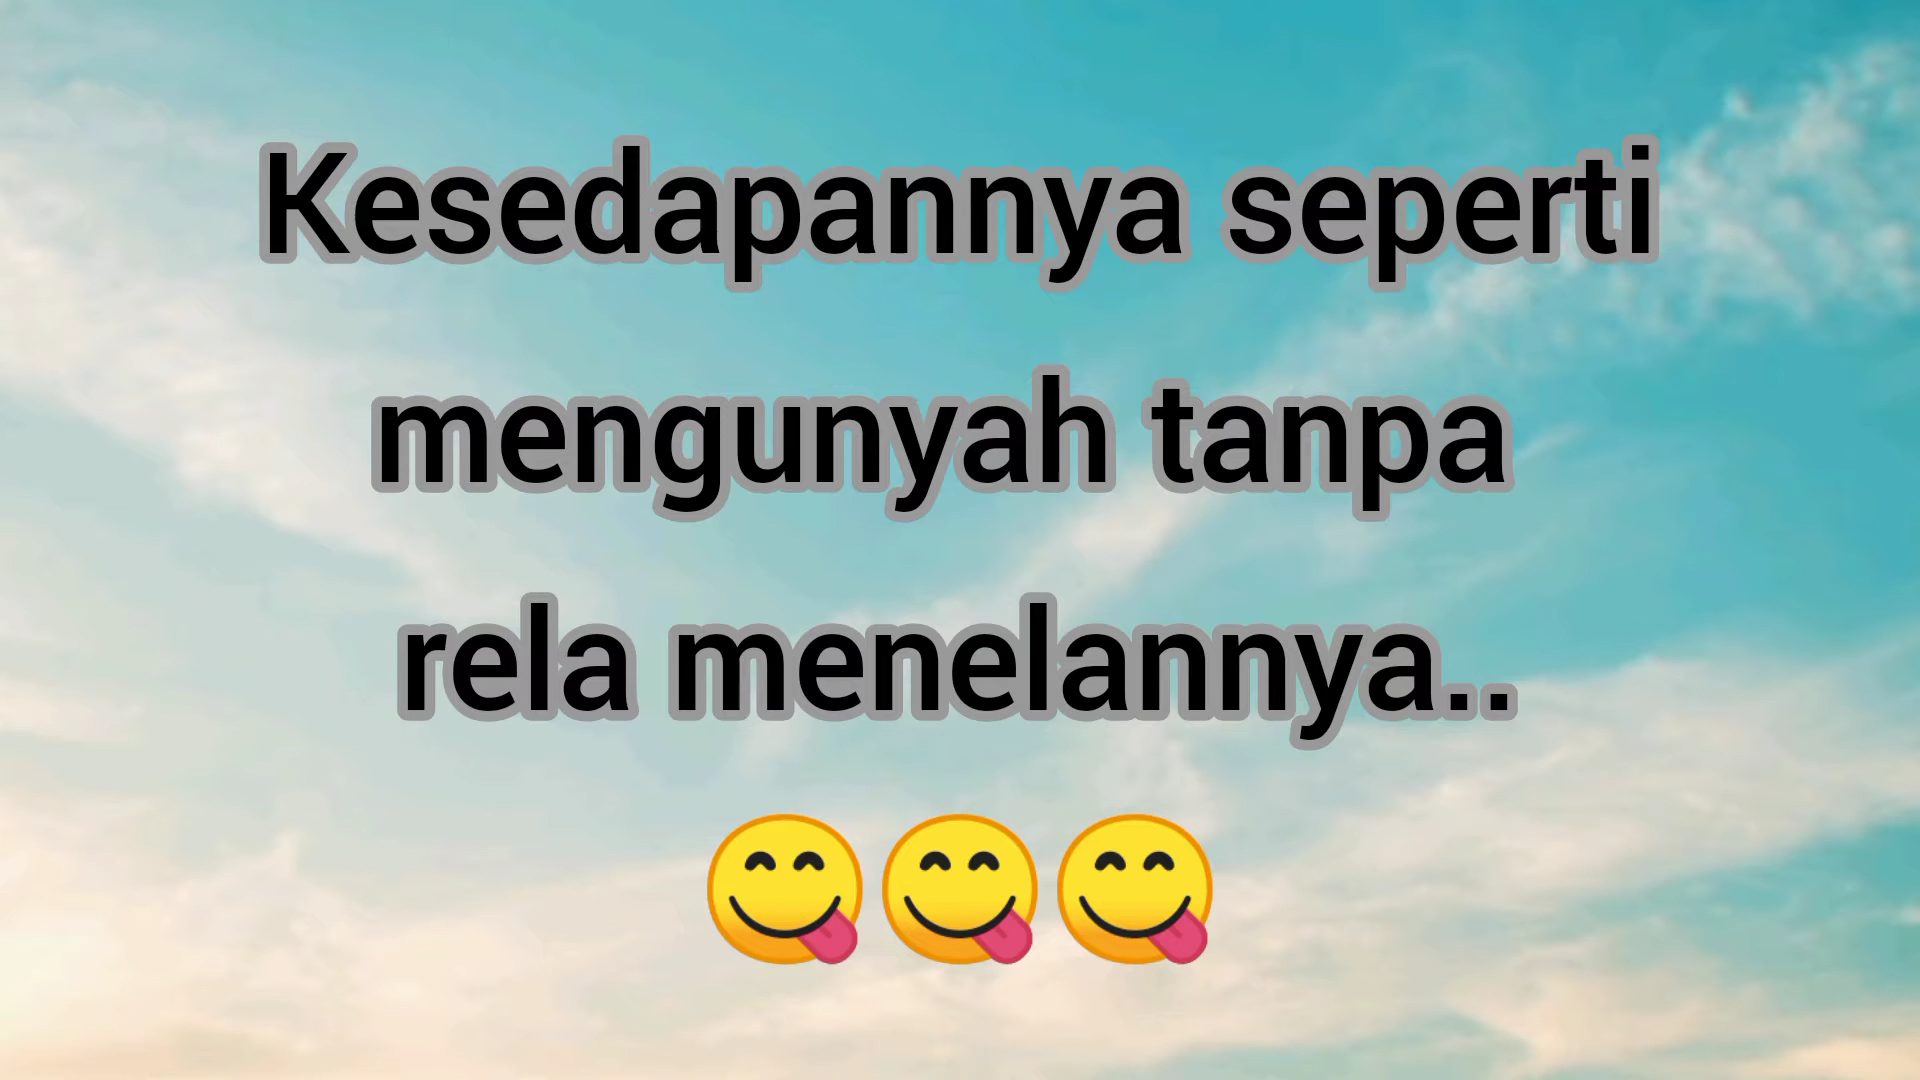 Kesedapannya seperti
mengunyah tanpa
rela menelannya..
😋😋😋